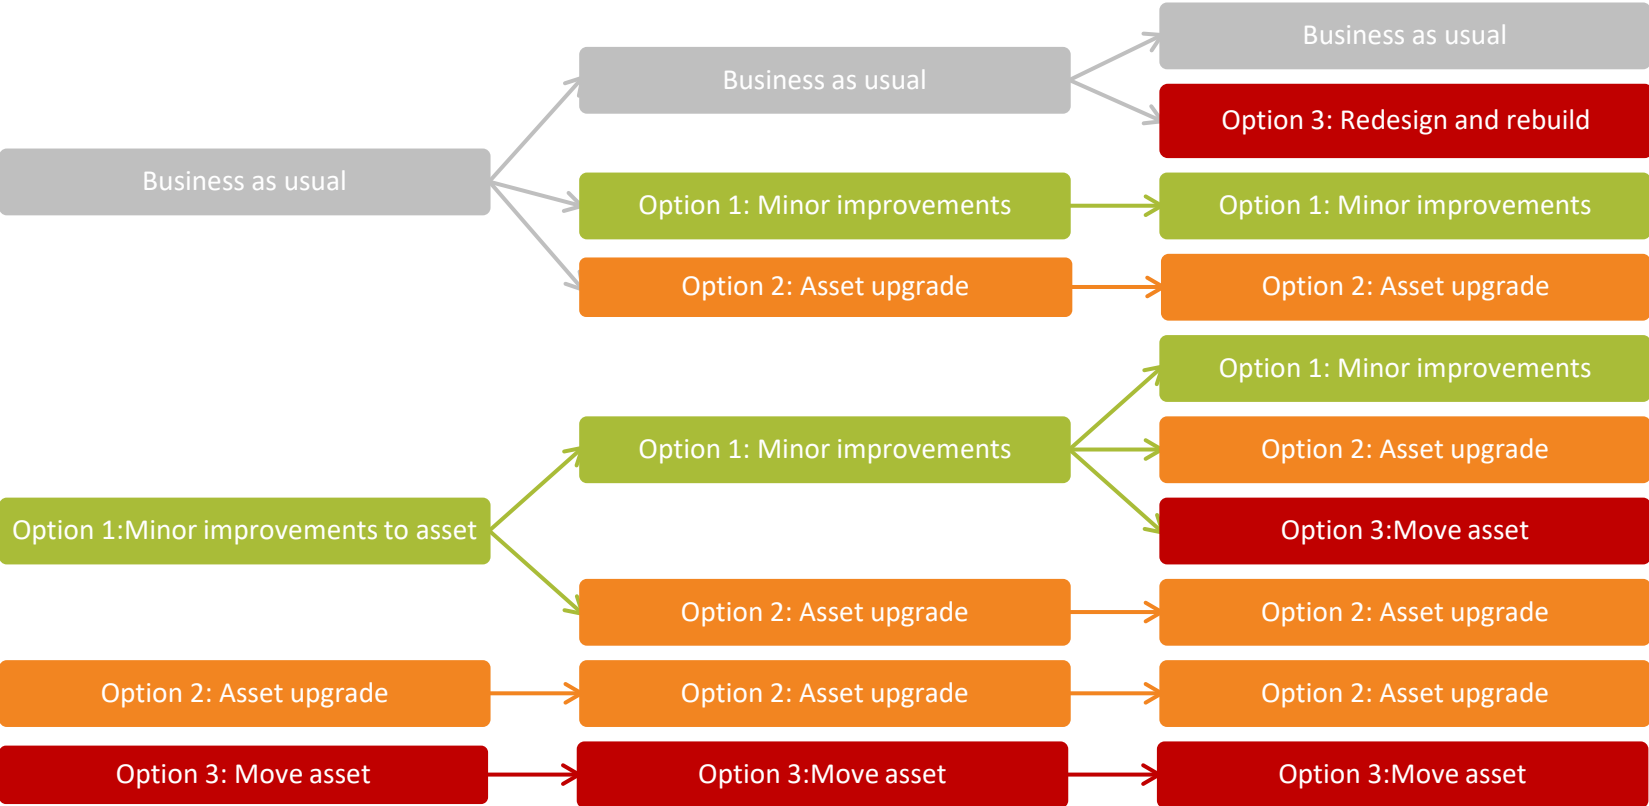 Business as usual
Business as usual
Option 3: Redesign and rebuild
Business as usual
Option 1: Minor improvements
Option 1: Minor improvements
Option 2: Asset upgrade
Option 2: Asset upgrade
Option 1: Minor improvements
Option 1: Minor improvements
Option 2: Asset upgrade
Option 1:Minor improvements to asset
Option 3:Move asset
Option 2: Asset upgrade
Option 2: Asset upgrade
Option 2: Asset upgrade
Option 2: Asset upgrade
Option 2: Asset upgrade
Option 3: Move asset
Option 3:Move asset
Option 3:Move asset